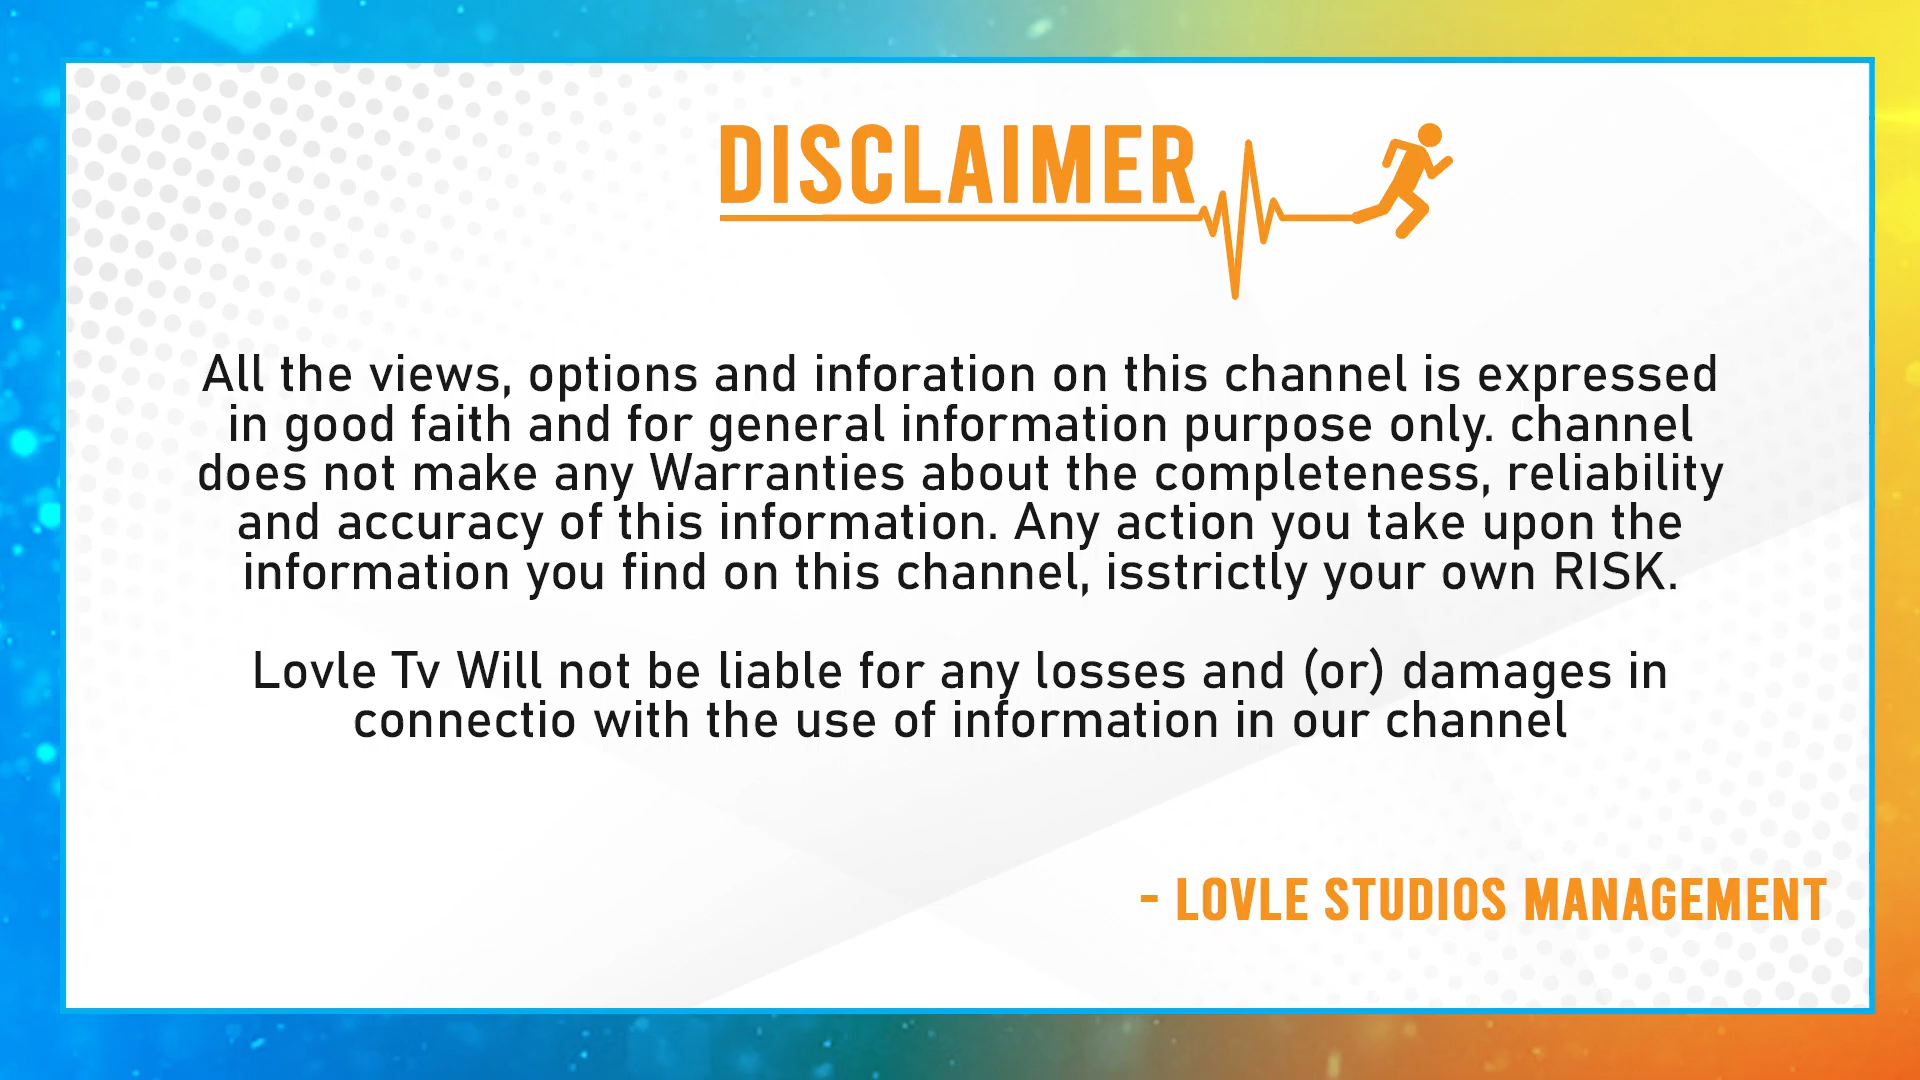 DISCLAIMER
All the views, options and inforation on this channel is expressed
in good faith and for general information purpose only. channel
does not make any Warranties about the completeness, reliability
and accuracy of this information. Any action you take upon the
information you find on this channel, isstrictly your own RISK.
Lovle Tv Will not be liable for any losses and (or) damages in
connectio with the use of information in our channel
- LOVLE STUDIOS MANAGEMENT